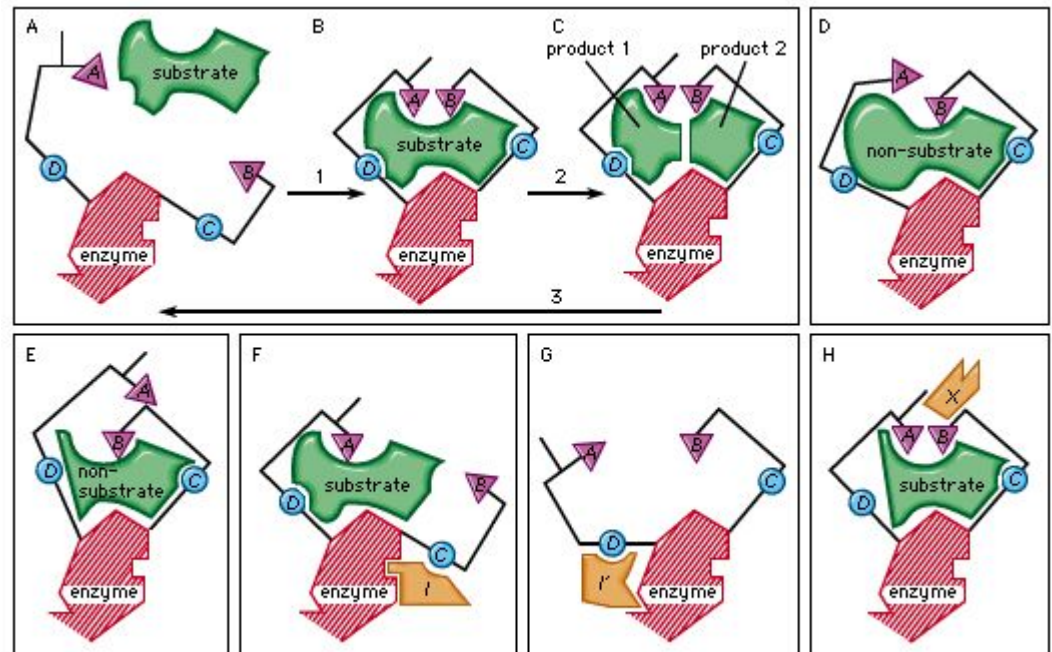 A
B
C
product 1
product 2
D
A
substrate
D
B
C
enzyme
1
A
B
substrate
D
C
enzyme
2
A
B
D
C
enzyme
3
A
B
non-substrate
D
C
enzyme
E
A
B
D
non-
substrate
C
enzyme
F
A
substrate
B
D
C
I
enzyme
G
A
B
C
D
I'
enzyme
H
X
A
B
substrate
D
C
enzyme